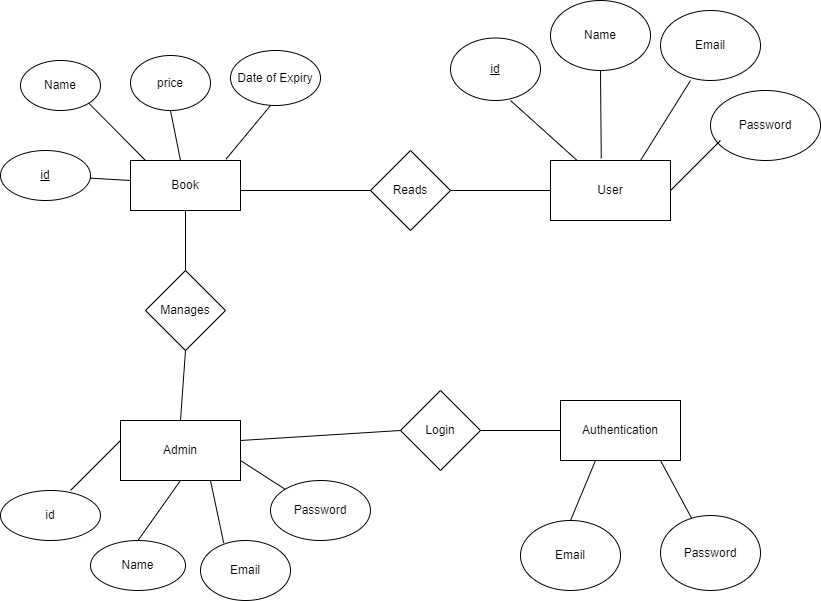 Name
price
Date of Expiry
id
Book
Reads
id
Name
Email
Password
User
Manages
Admin
id
Name
Email
Password
Login
Authentication
Email
Password